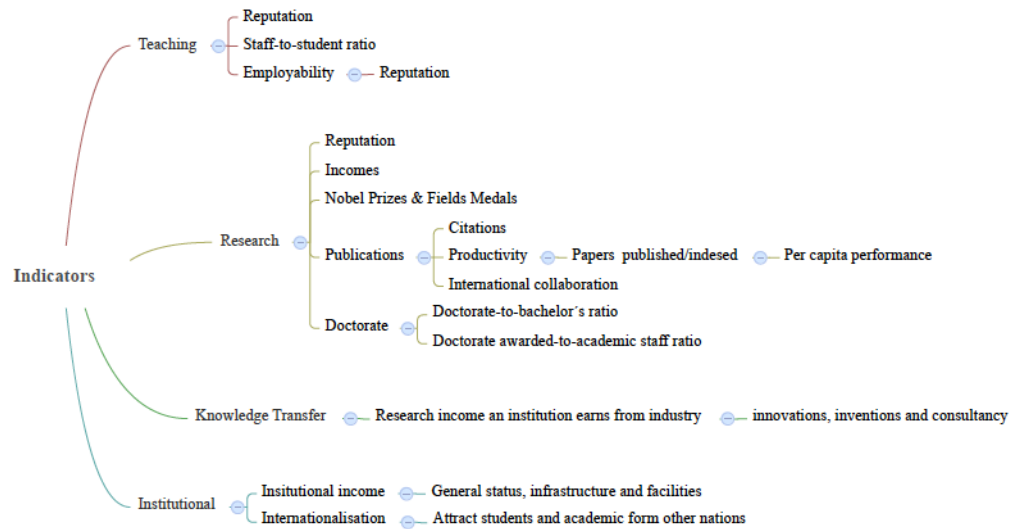 Indicators
Teaching
Reputation
Staff-to-student ratio
Employability
Reputation
Research
Reputation
Incomes
Nobel Prizes & Fields Medals
Publications
Citations
Productivity
Papers published/indesed
Per capita performance
International collaboration
Doctorate
Doctorate-to-bachelor´s ratio
Doctorate awarded-to-academic staff ratio
Knowledge Transfer
Research income an institution earns from industry
innovations, inventions and consultancy
Institutional
Insitutional income
General status, infrastructure and facilities
Internationalisation
Attract students and academic form other nations